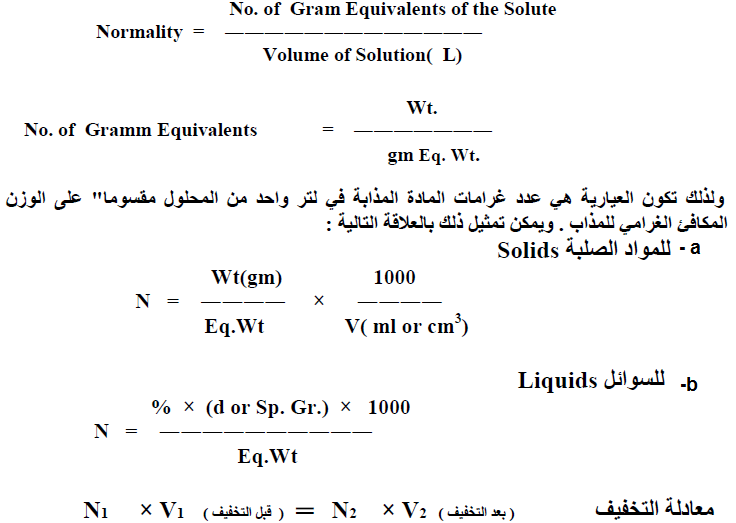 No. of Gram Equivalents of the Solute
Normality = ———————————————
Volume of Solution( L)
Wt.
No. of Gramm Equivalents = ———————
gm Eq. Wt.
ولذلك تكون العيارية هي عدد غرامات المادة المذابة في لتر واحد من المحلول مقسوما" على الوزن
المكافئ الغرامي للمذاب . ويمكن تمثيل ذلك بالعلاقة التالية :
a - للمواد الصلبة Solids
Wt(gm) 1000
N = ———— × ————
Eq.Wt V( ml or cm³)
b- للسوائل Liquids
% × (d or Sp. Gr.) × 1000
N = ——————————
Eq.Wt
معادلة التخفيف N₁ × V₁ ( قبل التخفيف ) = N₂ × V₂ ( بعد التخفيف )